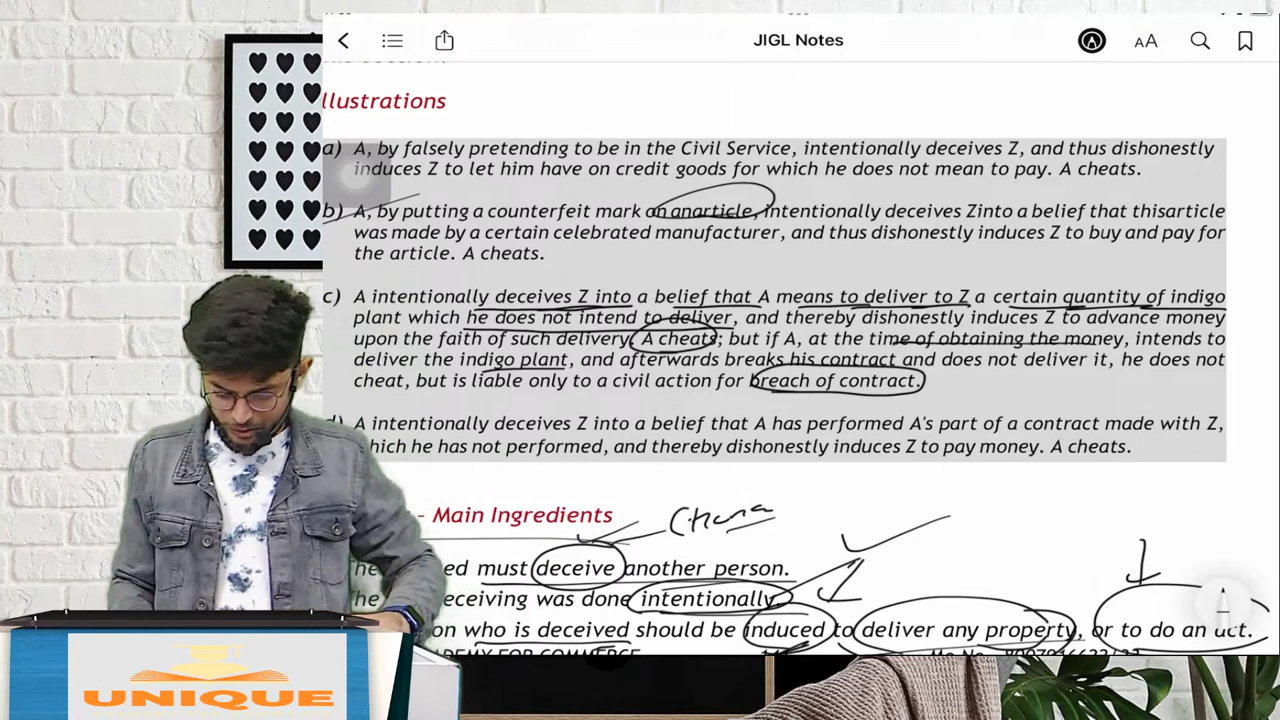 JIGL Notes
AA
llustrations
a) A, by falsely pretending to be in the Civil Service, intentionally deceives Z, and thus dishonestly
induces Z to let him have on credit goods for which he does not mean to pay. A cheats.
b) A, by putting a counterfeit mark on anarticle, intentionally deceives Zinto a belief that thisarticle
was made by a certain celebrated manufacturer, and thus dishonestly induces Z to buy and pay for
the article. A cheats.
c) A intentionally deceives Z into a belief that A means to deliver to Z a certain quantity of indigo
plant which he does not intend to deliver, and thereby dishonestly induces Z to advance money
upon the faith of such delivery. A cheats; but if A, at the time of obtaining the money, intends to
deliver the indigo plant, and afterwards breaks his contract and does not deliver it, he does not
cheat, but is liable only to a civil action for breach of contract.
d) A intentionally deceives Z into a belief that A has performed A's part of a contract made with Z,
hich he has not performed, and thereby dishonestly induces Z to pay money. A cheats.
- Main Ingredients
must deceive another person.
eceiving was done intentionally
on who is deceived should be induced to deliver any property, or to do an act.
ADEMY FOR COMMERCE
UNIQUE